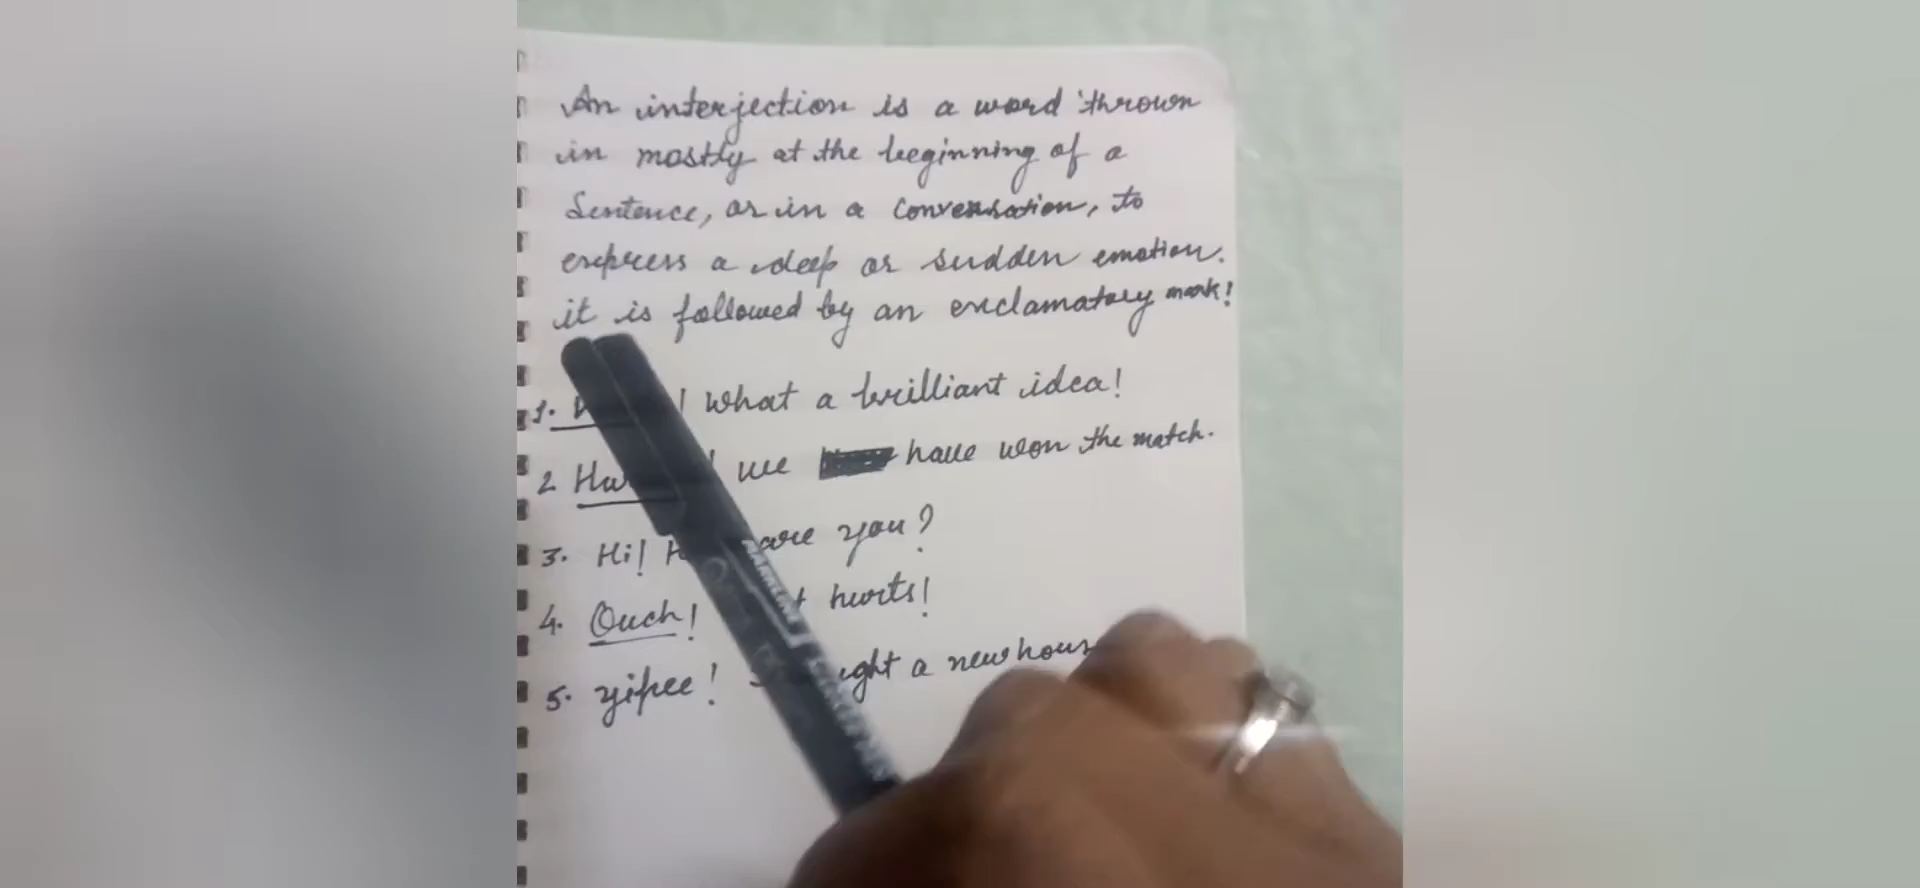 An interjection is a word thrown
in mostly at the beginning of a
Sentence, or in a conversation, to
express a deep or sudden emotion.
it is followed by an exclamatory mark!
1. ! What a brilliant idea!
2 we have won the match.
3. Hi! are you?
4. Ouch! hurts!
5. yipee! a new